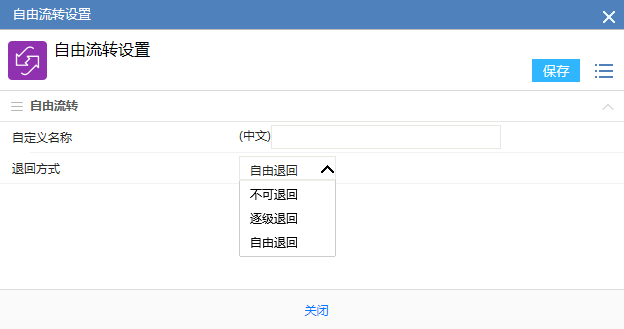 自由流转设置
自由流转设置
保存
自由流转
自定义名称 (中文)
退回方式 自由退回
不可退回
逐级退回
自由退回
关闭